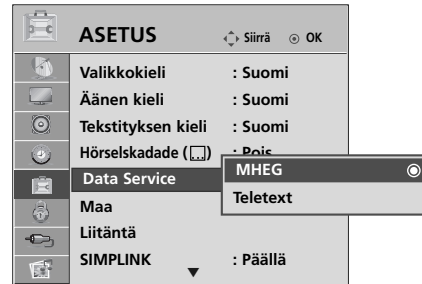 ASETUS
Siirrä OK
Valikkokieli : Suomi
Äänen kieli : Suomi
Tekstityksen kieli : Suomi
Hörselskadade ( ) : Pois
Data Service
MHEG
Teletext
Maa
Liitäntä
SIMPLINK : Päällä